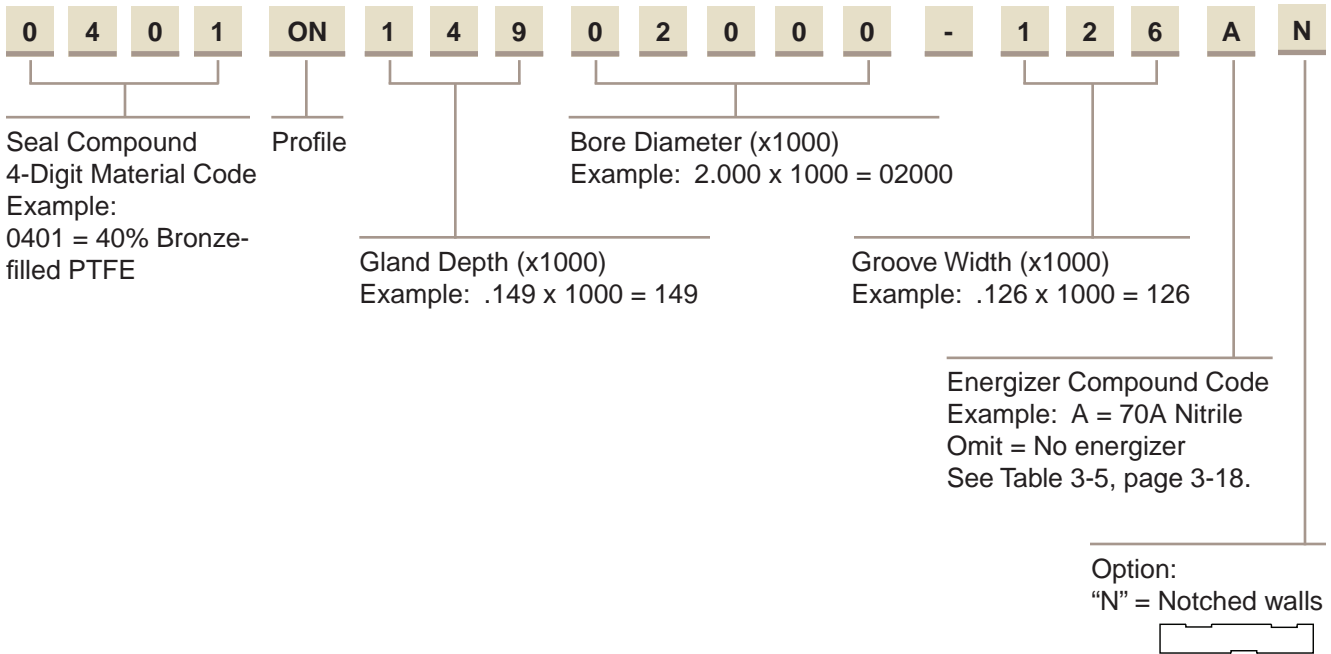 0 4 0 1 ON 1 4 9 0 2 0 0 0 - 1 2 6 A N
Seal Compound
4-Digit Material Code
Example:
0401 = 40% Bronze-
filled PTFE
Profile
Gland Depth (x1000)
Example: .149 x 1000 = 149
Bore Diameter (x1000)
Example: 2.000 x 1000 = 02000
Groove Width (x1000)
Example: .126 x 1000 = 126
Energizer Compound Code
Example: A = 70A Nitrile
Omit = No energizer
See Table 3-5, page 3-18.
Option:
“N” = Notched walls